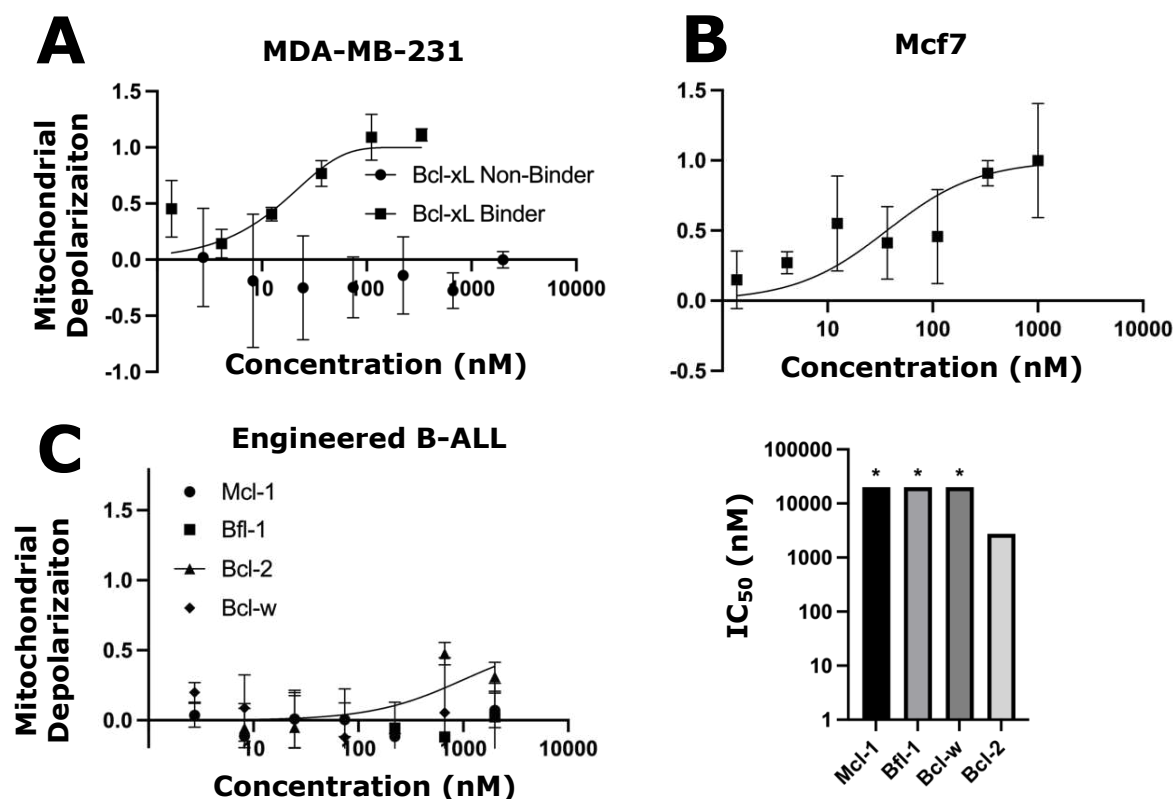 A
MDA-MB-231
Mitochondrial
Depolarizaiton
1.5
1.0
0.5
0.0
-0.5
-1.0
Bcl-xL Non-Binder
Bcl-xL Binder
10
100
1000
10000
Concentration (nM)
B
Mcf7
1.5
1.0
0.5
0.0
-0.5
10
100
1000
10000
Concentration (nM)
C
Engineered B-ALL
Mitochondrial
Depolarizaiton
1.5
1.0
0.5
0.0
Mcl-1
Bfl-1
Bcl-2
Bcl-w
10
100
1000
10000
Concentration (nM)
IC₅₀ (nM)
100000
10000
1000
100
10
1
* * *
Mcl-1
Bfl-1
Bcl-w
Bcl-2